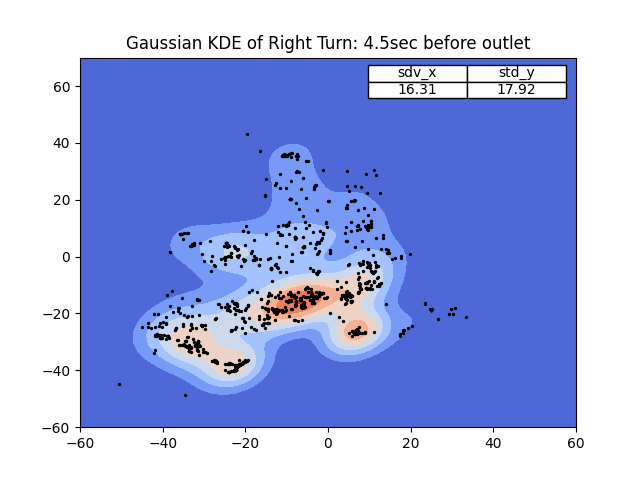 Gaussian KDE of Right Turn: 4.5sec before outlet
sdv_x std_y
16.31 17.92
60
40
20
0
−20
−40
−60
−60 −40 −20 0 20 40 60